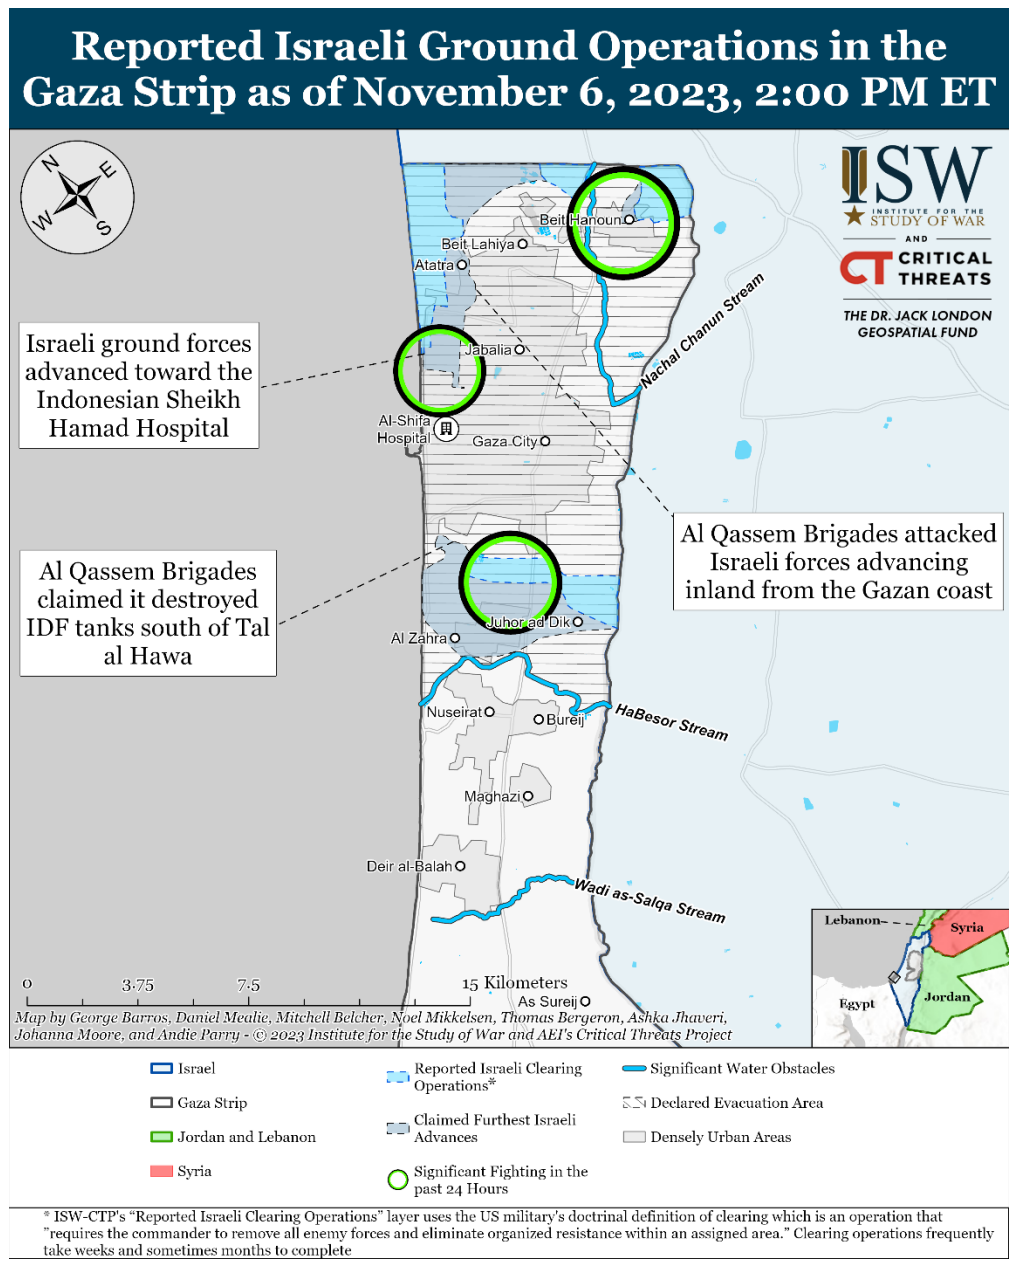 Reported Israeli Ground Operations in the
Gaza Strip as of November 6, 2023, 2:00 PM ET
N
E
W
S
ISW
INSTITUTE FOR THE
STUDY OF WAR
AND
CT CRITICAL
THREATS
THE DR. JACK LONDON
GEOSPATIAL FUND
Beit Hanoun
Beit Lahiya
Atatra
Nachal Chanun Stream
Israeli ground forces
advanced toward the
Indonesian Sheikh
Hamad Hospital
Jabalia
Al-Shifa
Hospital
Gaza City
Al Qassem Brigades attacked
Israeli forces advancing
inland from the Gazan coast
Al Qassem Brigades
claimed it destroyed
IDF tanks south of Tal
al Hawa
Juhor ad Dik
Al Zahra
Nuseirat
Bureij
HaBesor Stream
Maghazi
Deir al-Balah
Wadi as-Salqa Stream
Lebanon
Syria
Egypt
Jordan
0 3.75 7.5 15 Kilometers
As Sureij
Map by George Barros, Daniel Mealie, Mitchell Belcher, Noel Mikkelsen, Thomas Bergeron, Ashka Jhaveri,
Johanna Moore, and Andie Parry - © 2023 Institute for the Study of War and AEI's Critical Threats Project
Israel
Gaza Strip
Jordan and Lebanon
Syria
Reported Israeli Clearing
Operations*
Claimed Furthest Israeli
Advances
Significant Fighting in the
past 24 Hours
Significant Water Obstacles
Declared Evacuation Area
Densely Urban Areas
* ISW-CTP's “Reported Israeli Clearing Operations” layer uses the US military's doctrinal definition of clearing which is an operation that
"requires the commander to remove all enemy forces and eliminate organized resistance within an assigned area.” Clearing operations frequently
take weeks and sometimes months to complete